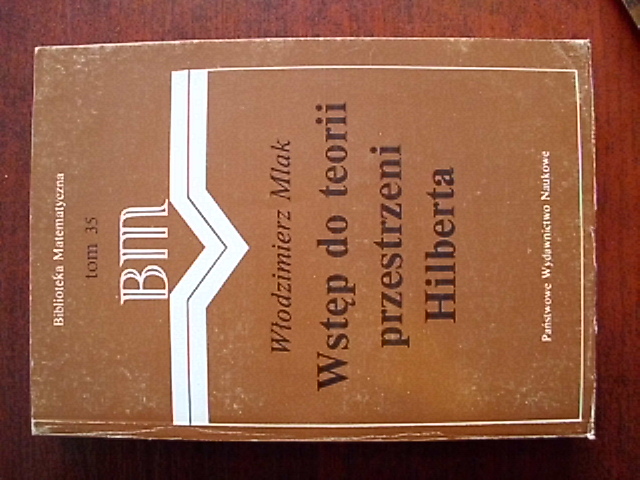 Biblioteka Matematyczna
tom 35
BM
Włodzimierz Mlak
Wstęp do teorii
przestrzeni
Hilberta
Państwowe Wydawnictwo Naukowe